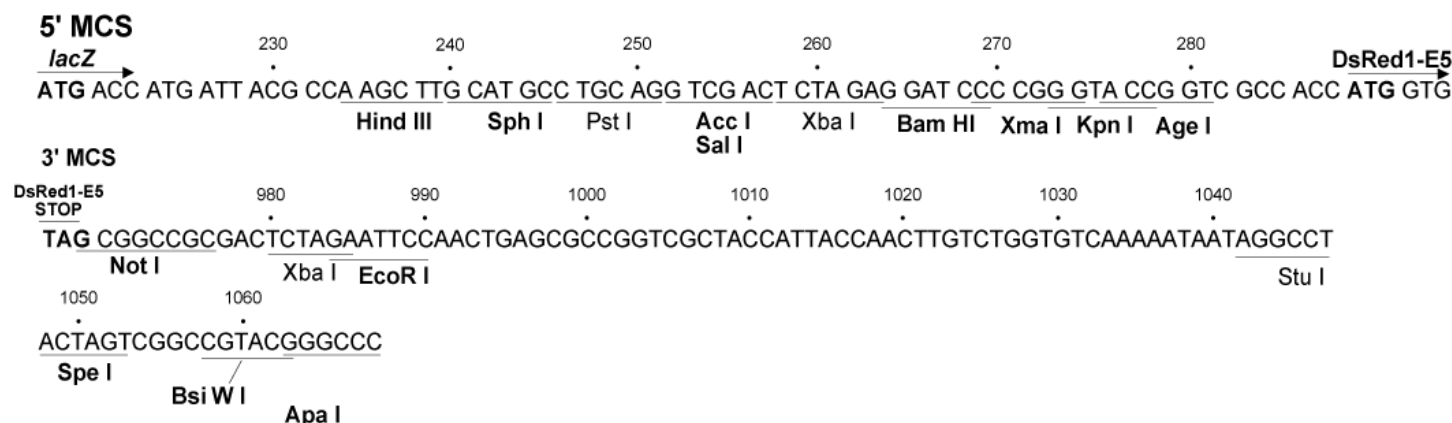 5' MCS
lacZ
230 240 250 260 270 280 DsRed1-E5
ATG ACC ATG ATT ACG CCA AGC TTG CAT GCC TGC AGG TCG ACT CTA GAG GAT CCC CGG GTA CCG GTC GCC ACC ATG GTG
Hind III Sph I Pst I Acc I Xba I Bam HI Xma I Kpn I Age I
Sal I
3' MCS
DsRed1-E5
STOP
980 990 1000 1010 1020 1030 1040
TAG CGGCCGCGACTCTAGAATTCCAACTGAGCGCCGGTCGCTACCATTACCAACTTGTCTGGTGTCAAAAATAATAGGCCT
Not I Xba I EcoR I Stu I
1050 1060
ACTAGTCGGCCGTACGGGCCC
Spe I
Bsi W I
Apa I